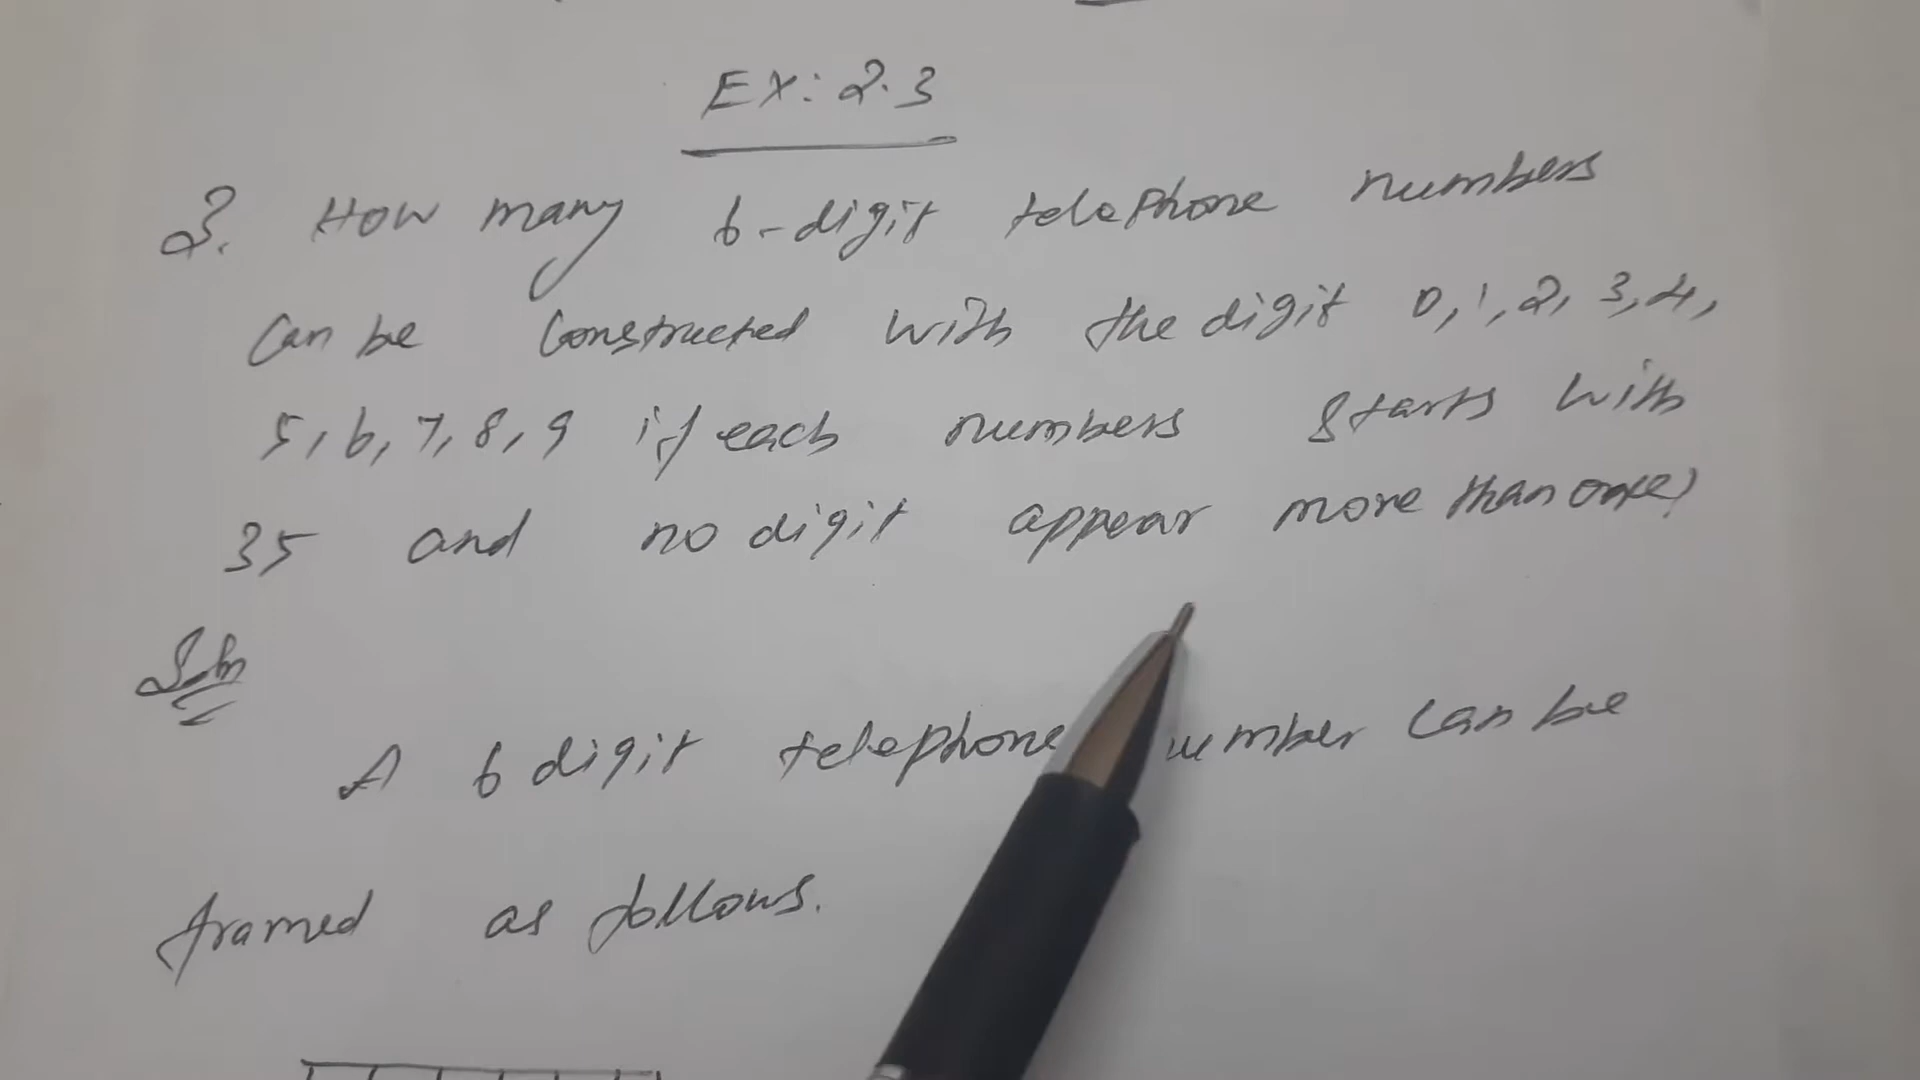 EX: 2.3
3. How many 6-digit telephone numbers
can be constructed with the digit 0, 1, 2, 3, 4,
5, 6, 7, 8, 9 if each numbers starts with
35 and no digit appear more than once?
Soln
A 6 digit telephone number can be
framed as follows.